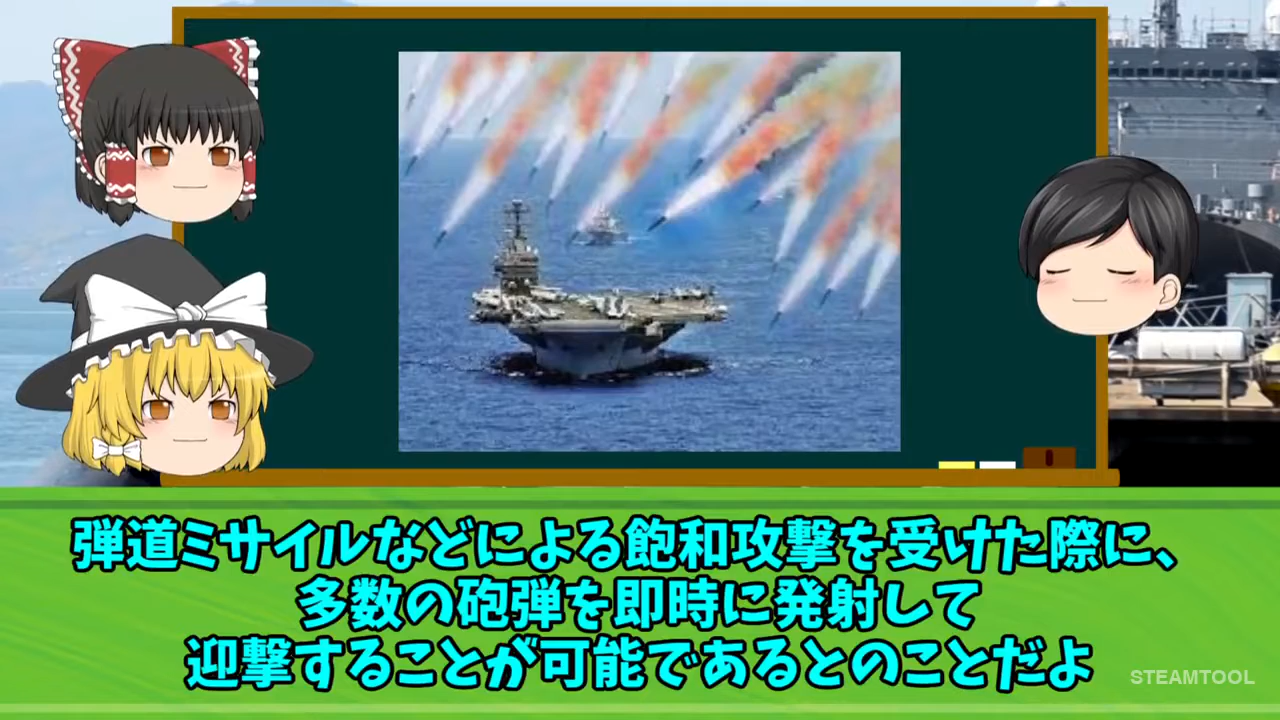 弾道ミサイルなどによる飽和攻撃を受けた際に、
多数の砲弾を即時に発射して
迎撃することが可能であるとのことだよ
STEAMTOOL